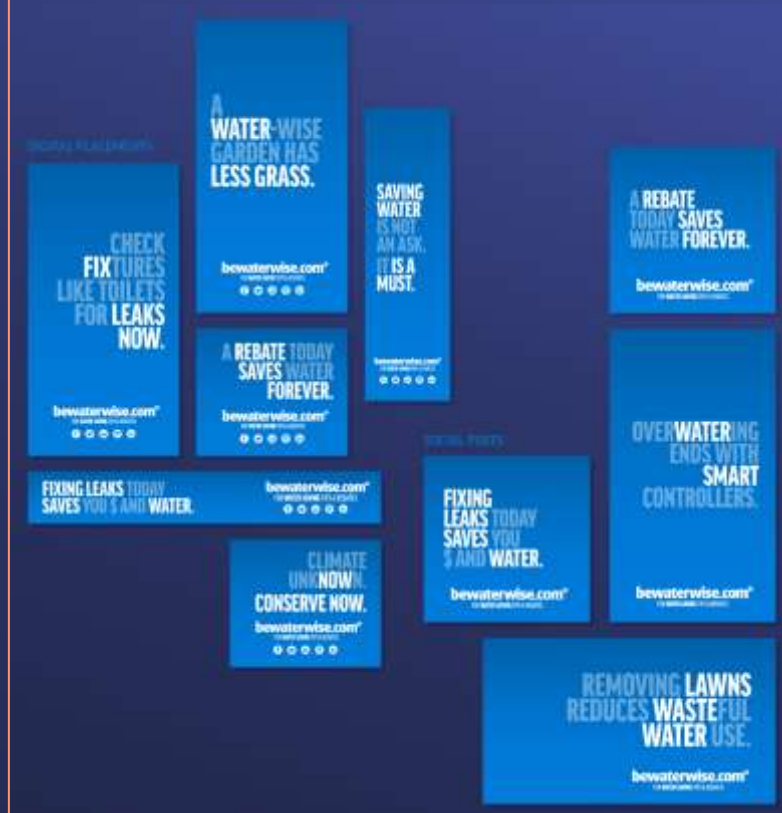 DIGITAL PLACEMENTS
CHECK
FIXTURES
LIKE TOILETS
FOR LEAKS
NOW.
bewaterwise.com®
A
WATER-WISE
GARDEN HAS
LESS GRASS.
bewaterwise.com®
A REBATE TODAY
SAVES WATER
FOREVER.
bewaterwise.com®
SAVING
WATER
IS NOT
AN ASK.
IT IS A
MUST.
bewaterwise.com®
FIXING LEAKS TODAY
SAVES YOU $ AND WATER.
bewaterwise.com®
CLIMATE
UNKNOWN.
CONSERVE NOW.
bewaterwise.com®
SOCIAL POSTS
FIXING
LEAKS TODAY
SAVES YOU
$ AND WATER.
bewaterwise.com®
A REBATE
TODAY SAVES
WATER FOREVER.
bewaterwise.com®
OVERWATERING
ENDS WITH
SMART
CONTROLLERS.
bewaterwise.com®
REMOVING LAWNS
REDUCES WASTEFUL
WATER USE.
bewaterwise.com®